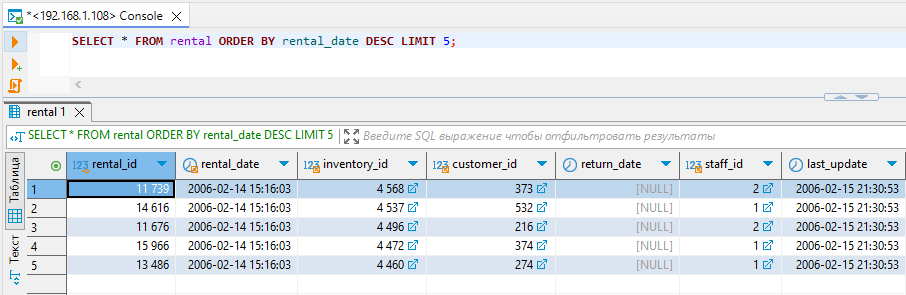 *<192.168.1.108> Console
SELECT * FROM rental ORDER BY rental_date DESC LIMIT 5;
rental 1
SELECT * FROM rental ORDER BY rental_date DESC LIMIT 5 Введите SQL выражение чтобы отфильтровать результаты
Таблица
Текст
123 rental_id rental_date 123 inventory_id 123 customer_id return_date 123 staff_id last_update
1 11 739 2006-02-14 15:16:03 4 568 373 [NULL] 2 2006-02-15 21:30:53
2 14 616 2006-02-14 15:16:03 4 537 532 [NULL] 1 2006-02-15 21:30:53
3 11 676 2006-02-14 15:16:03 4 496 216 [NULL] 2 2006-02-15 21:30:53
4 15 966 2006-02-14 15:16:03 4 472 374 [NULL] 1 2006-02-15 21:30:53
5 13 486 2006-02-14 15:16:03 4 460 274 [NULL] 1 2006-02-15 21:30:53